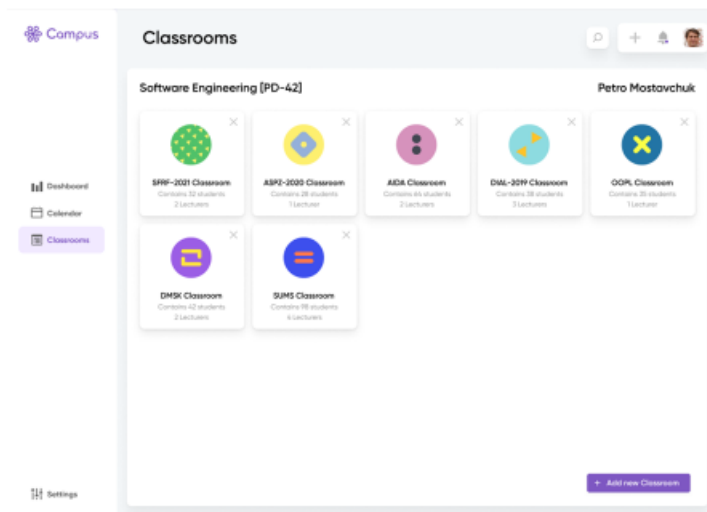 Campus
Classrooms
Software Engineering [PD-42]
Petro Mostavchuk
SFRF-2021 Classroom
Contains 32 students
2 Lecturers
ASPZ-2020 Classroom
Contains 28 students
1 Lecturer
AIDA Classroom
Contains 64 students
2 Lecturers
DIAL-2019 Classroom
Contains 38 students
3 Lecturers
OOPL Classroom
Contains 35 students
1 Lecturer
Dashboard
Calendar
Classrooms
DMSK Classroom
Contains 42 students
2 Lecturers
SUMS Classroom
Contains 98 students
4 Lecturers
+ Add new Classroom
Settings